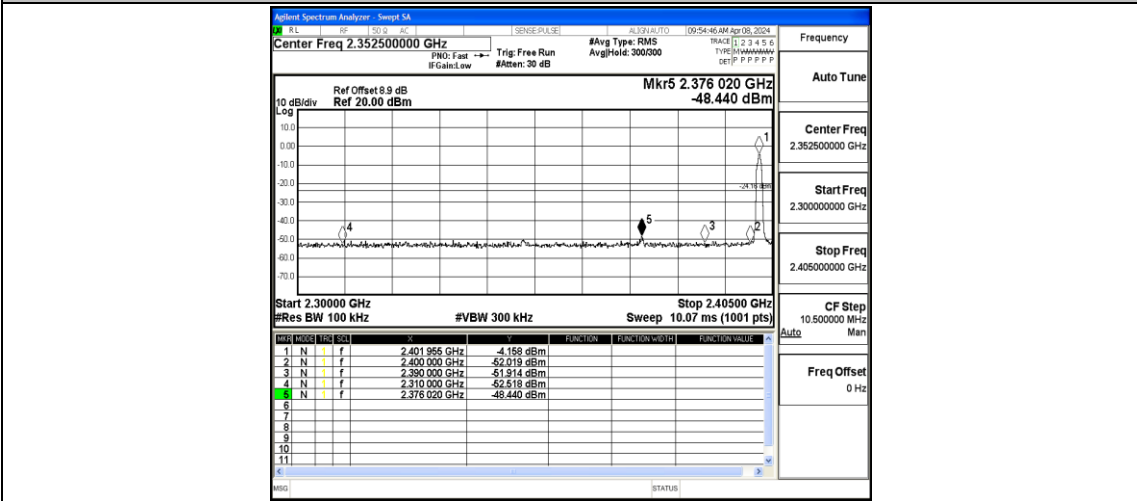 Agilent Spectrum Analyzer - Swept SA
RL RF 50 Ω AC SENSE:PULSE ALIGNAUTO 09:54:46 AM Apr 08, 2024
Center Freq 2.352500000 GHz
PNO: Fast
IFGain:Low
Trig: Free Run
#Atten: 30 dB
#Avg Type: RMS
Avg|Hold: 300/300
TRACE 1 2 3 4 5 6
TYPE
DET P P P P P P
Frequency
Mkr5 2.376 020 GHz
-48.440 dBm
Ref Offset 8.9 dB
10 dB/div Ref 20.00 dBm
Log
10.0
0.00
-10.0
-20.0
-30.0
-40.0
-50.0
-60.0
-70.0
1
-24.16 dBm
4
5
3
2
Start 2.30000 GHz Stop 2.40500 GHz
#Res BW 100 kHz #VBW 300 kHz Sweep 10.07 ms (1001 pts)
MKR MODE TRC SCL X Y FUNCTION FUNCTION WIDTH FUNCTION VALUE
1 N 1 f 2.401 955 GHz -4.158 dBm
2 N 1 f 2.400 000 GHz -52.019 dBm
3 N 1 f 2.390 000 GHz -51.914 dBm
4 N 1 f 2.310 000 GHz -52.518 dBm
5 N 1 f 2.376 020 GHz -48.440 dBm
6
7
8
9
10
11
MSG STATUS
Auto Tune
Center Freq
2.352500000 GHz
Start Freq
2.300000000 GHz
Stop Freq
2.405000000 GHz
CF Step
10.500000 MHz
Auto Man
Freq Offset
0 Hz